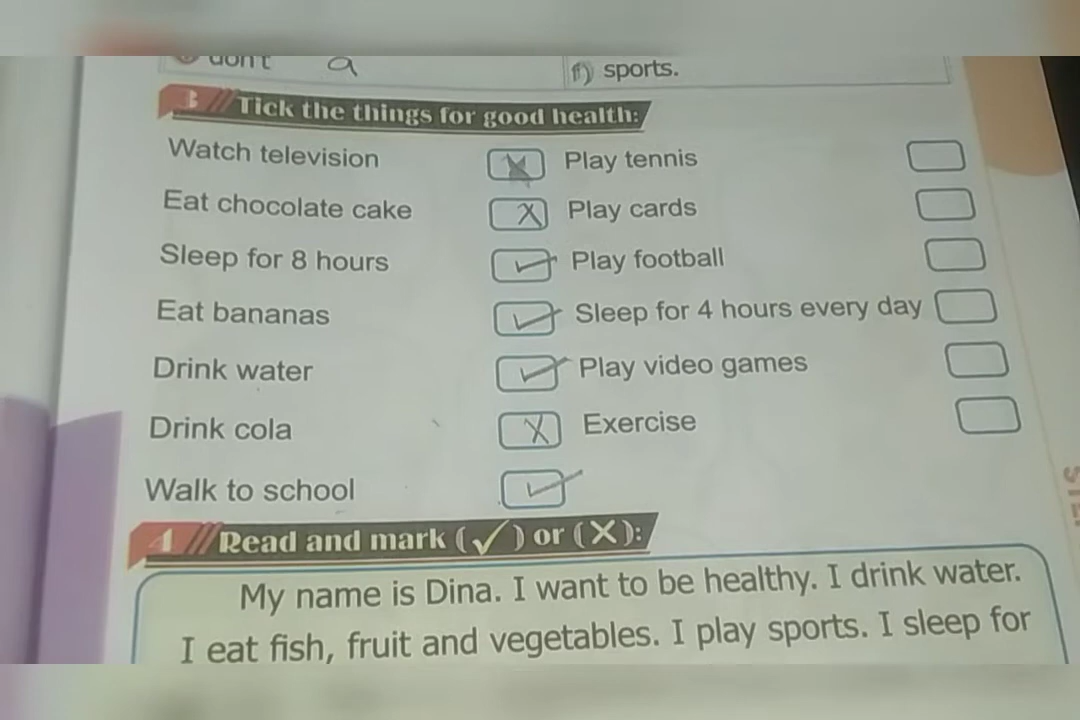 don't a
f) sports.
3 Tick the things for good health:
Watch television
Eat chocolate cake
Sleep for 8 hours
Eat bananas
Drink water
Drink cola
Walk to school
Play tennis
Play cards
Play football
Sleep for 4 hours every day
Play video games
Exercise
4 Read and mark (✓) or (X):
My name is Dina. I want to be healthy. I drink water.
I eat fish, fruit and vegetables. I play sports. I sleep for